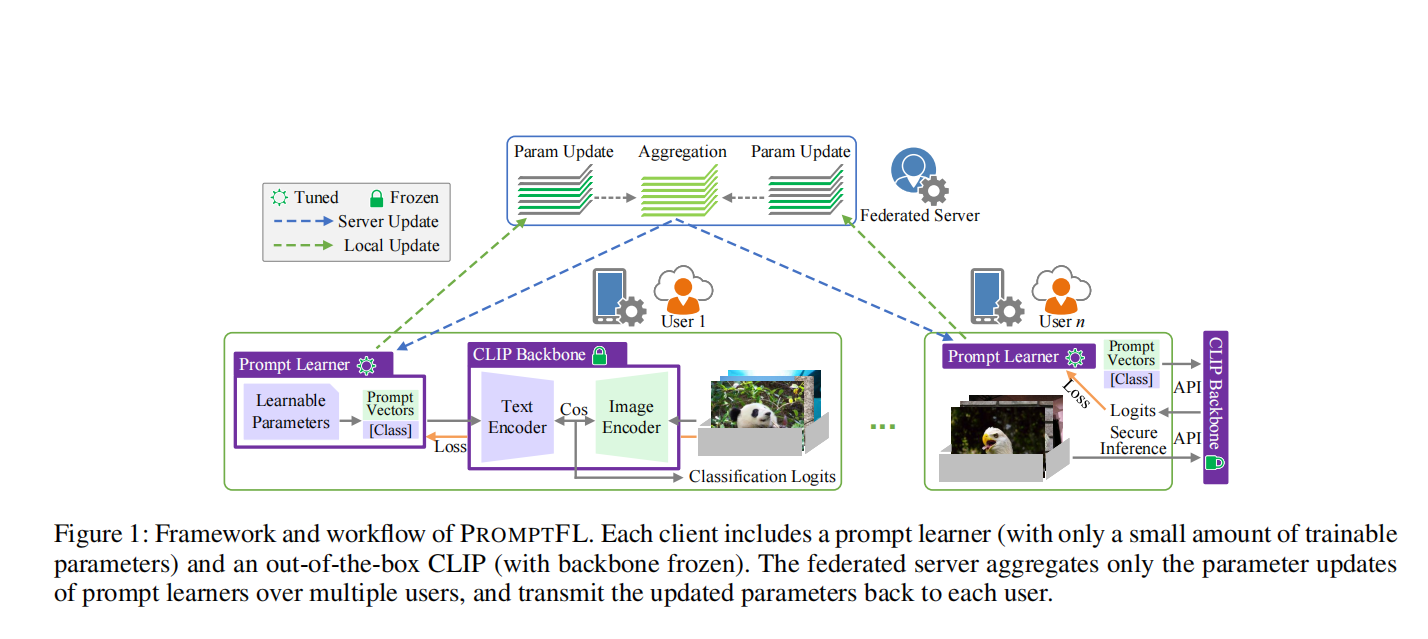 Param Update Aggregation Param Update
Federated Server
Tuned Frozen
Server Update
Local Update
User 1
User n
Prompt Learner
Learnable
Parameters
Prompt
Vectors
[Class]
Loss
CLIP Backbone
Text
Encoder
Cos
Image
Encoder
Classification Logits
...
Prompt Learner
Prompt
Vectors
[Class]
Loss
Logits
API
Secure
Inference
API
CLIP Backbone
Figure 1: Framework and workflow of PROMPTFL. Each client includes a prompt learner (with only a small amount of trainable
parameters) and an out-of-the-box CLIP (with backbone frozen). The federated server aggregates only the parameter updates
of prompt learners over multiple users, and transmit the updated parameters back to each user.